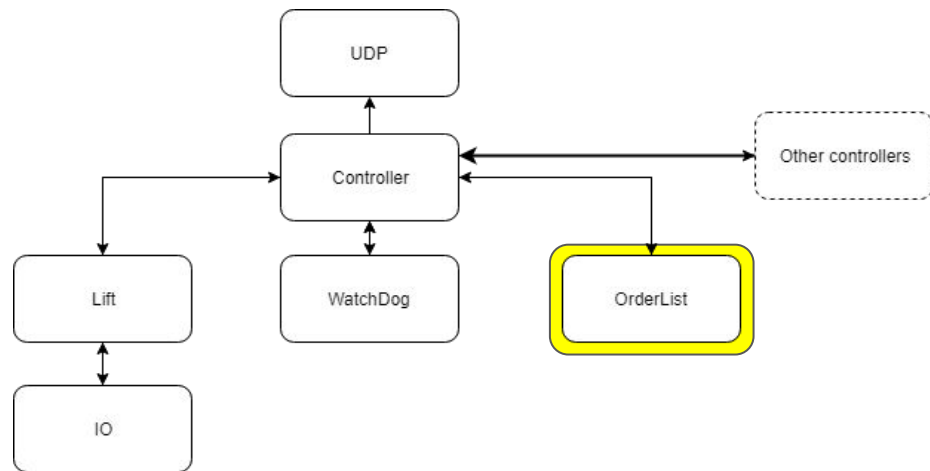 UDP
Controller
Other controllers
Lift
WatchDog
OrderList
IO